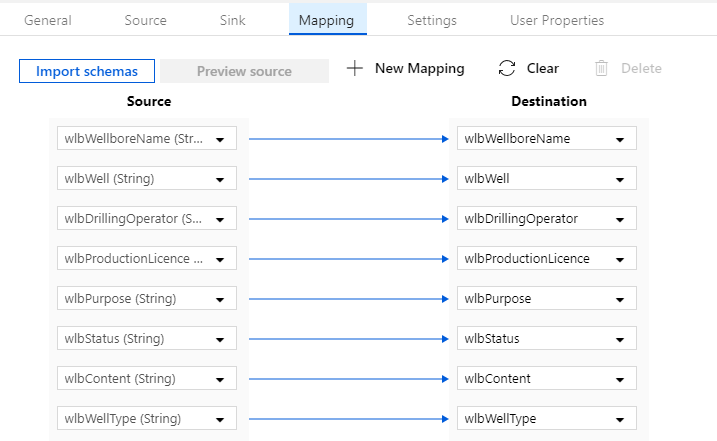 General Source Sink Mapping Settings User Properties
Import schemas Preview source New Mapping Clear Delete
Source Destination
wlbWellboreName (Str... wlbWellboreName
wlbWell (String) wlbWell
wlbDrillingOperator (S... wlbDrillingOperator
wlbProductionLicence ... wlbProductionLicence
wlbPurpose (String) wlbPurpose
wlbStatus (String) wlbStatus
wlbContent (String) wlbContent
wlbWellType (String) wlbWellType